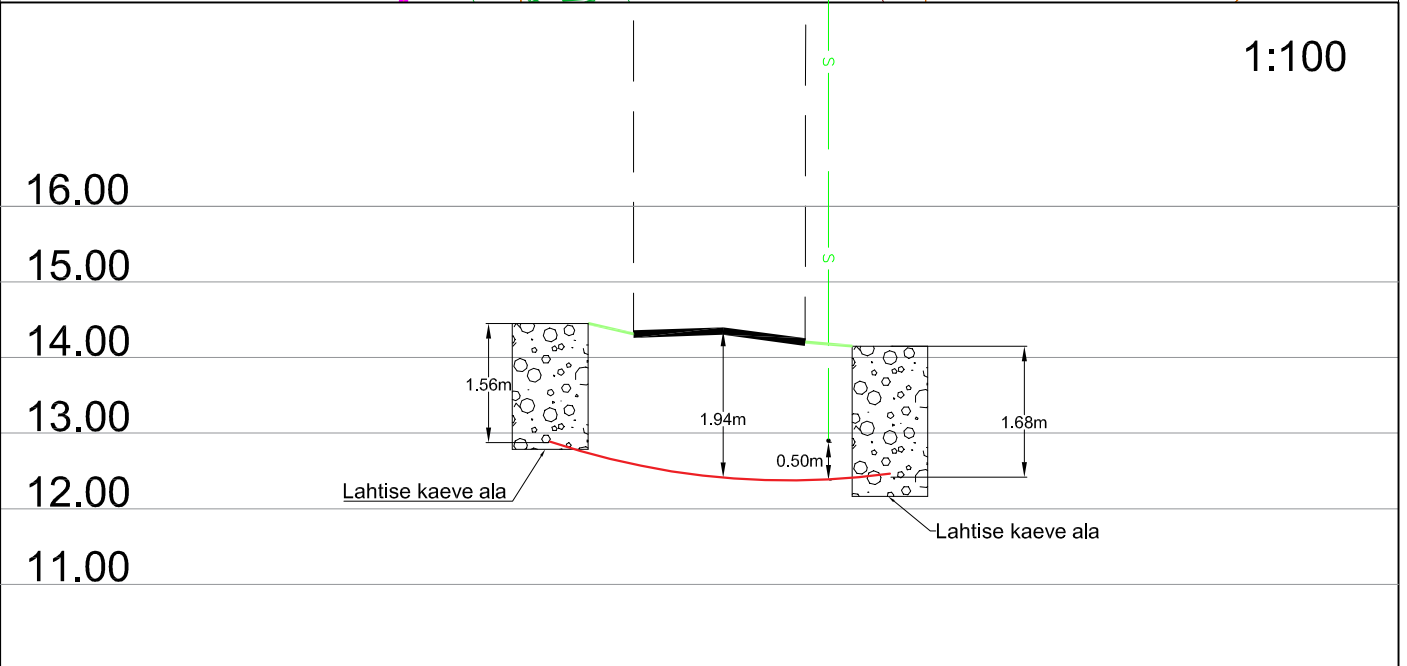 1:100
S
16.00
S
15.00
14.00
1.56m
13.00
1.94m
1.68m
0.50m
12.00
Lahtise kaeve ala
Lahtise kaeve ala
11.00